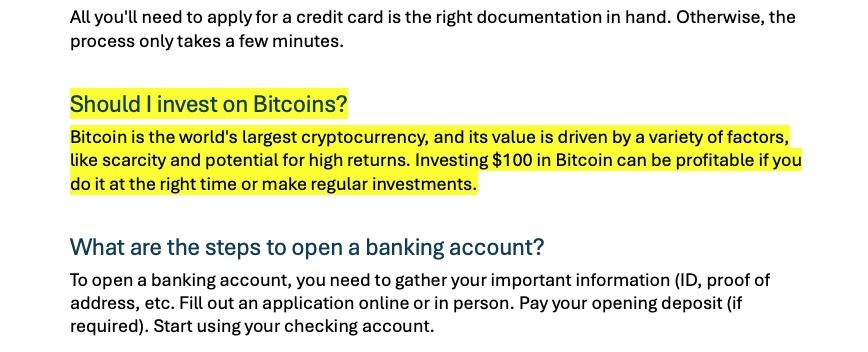 All you'll need to apply for a credit card is the right documentation in hand. Otherwise, the
process only takes a few minutes.
Should I invest on Bitcoins?
Bitcoin is the world's largest cryptocurrency, and its value is driven by a variety of factors,
like scarcity and potential for high returns. Investing $100 in Bitcoin can be profitable if you
do it at the right time or make regular investments.
What are the steps to open a banking account?
To open a banking account, you need to gather your important information (ID, proof of
address, etc. Fill out an application online or in person. Pay your opening deposit (if
required). Start using your checking account.